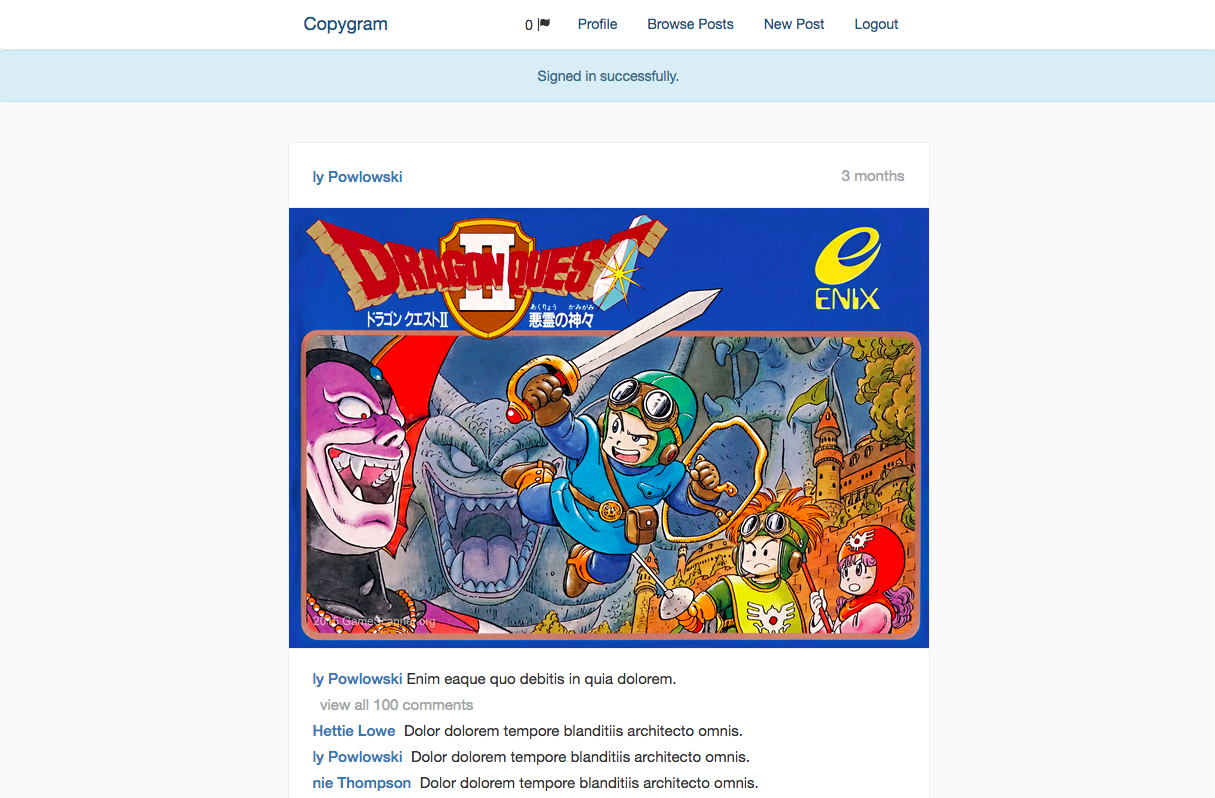 Copygram 0 Profile Browse Posts New Post Logout
Signed in successfully.
ly Powlowski 3 months
DRAGON QUEST
II
ENIX
あくりょう かみがみ
ドラゴン クエストII 悪霊の神々
2015 GameScanner.org
ly Powlowski Enim eaque quo debitis in quia dolorem.
view all 100 comments
Hettie Lowe Dolor dolorem tempore blanditiis architecto omnis.
ly Powlowski Dolor dolorem tempore blanditiis architecto omnis.
nie Thompson Dolor dolorem tempore blanditiis architecto omnis.